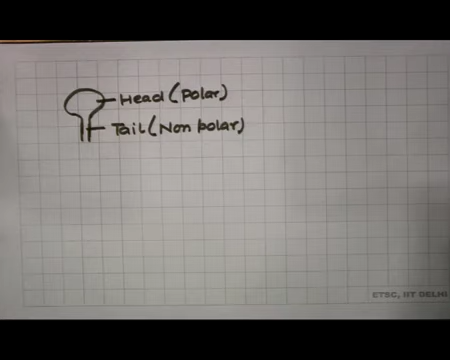 Head (Polar)
Tail (Non polar)
ETSC, IIT DELHI